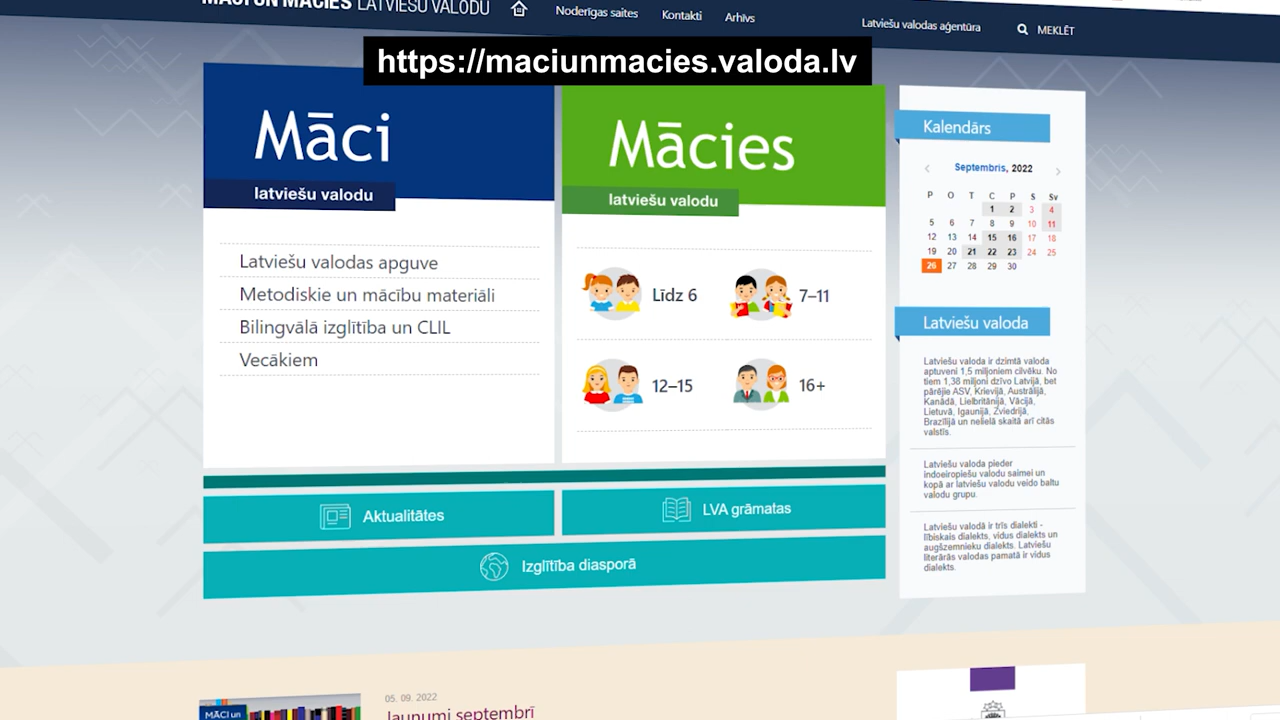 MĀCI UN MĀCIES LATVIEŠU VALODU
Noderīgas saites
Kontakti
Arhīvs
Latviešu valodas aģentūra
MEKLĒT
https://maciunmacies.valoda.lv
Māci
latviešu valodu
Latviešu valodas apguve
Metodiskie un mācību materiāli
Bilingvālā izglītība un CLIL
Vecākiem
Mācies
latviešu valodu
Līdz 6
7–11
12–15
16+
Aktualitātes
LVA grāmatas
Izglītība diasporā
Kalendārs
Septembris, 2022
P O T C P S Sv
1 2 3 4
5 6 7 8 9 10 11
12 13 14 15 16 17 18
19 20 21 22 23 24 25
26 27 28 29 30
Latviešu valoda
Latviešu valoda ir dzimtā valoda
aptuveni 1,5 miljoniem cilvēku. No
tiem 1,38 miljoni dzīvo Latvijā, bet
pārējie ASV, Krievijā, Austrālijā,
Kanādā, Lielbritānijā, Vācijā,
Lietuvā, Igaunijā, Zviedrijā,
Brazīlijā un nelielā skaitā arī citās
valstīs.
Latviešu valoda pieder
indoeiropiešu valodu saimei un
kopā ar latviešu valodu veido baltu
valodu grupu.
Latviešu valodā ir trīs dialekti -
lībiskais dialekts, vidus dialekts un
augšzemnieku dialekts. Latviešu
literārās valodas pamatā ir vidus
dialekts.
MĀCI un
05. 09. 2022
Jaunumi septembrī